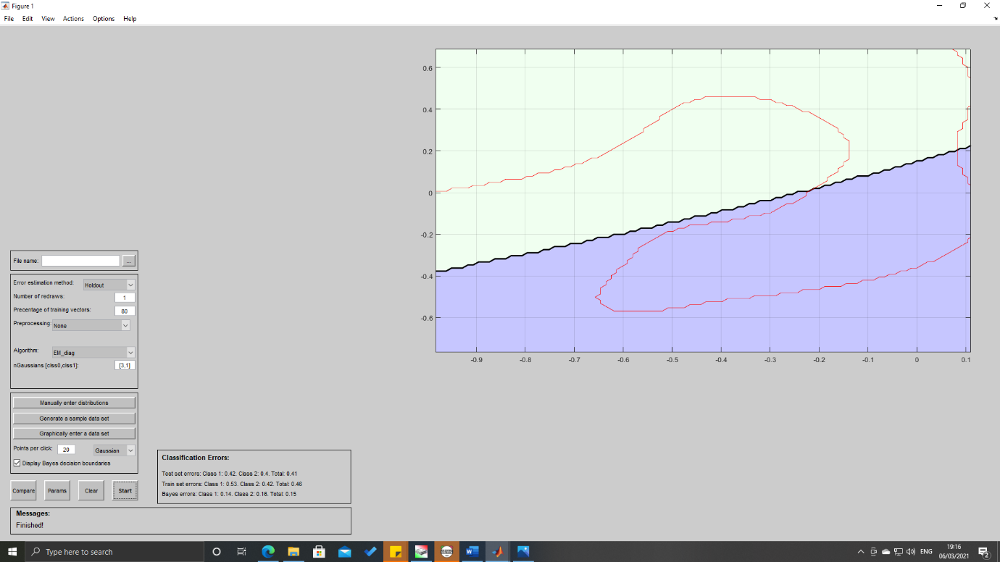 Figure 1
File Edit View Actions Options Help
0.6
0.4
0.2
0
-0.2
-0.4
-0.6
-0.9 -0.8 -0.7 -0.6 -0.5 -0.4 -0.3 -0.2 -0.1 0 0.1
File name: ...
Error estimation method: Holdout
Number of redraws: 1
Precentage of training vectors: 80
Preprocessing: None
Algorithm: EM_diag
nGaussians [clss0,clss1]: [3,1]
Manually enter distributions
Generate a sample data set
Graphically enter a data set
Points per click: 20 Gaussian
Display Bayes decision boundaries
Compare Params Clear Start
Classification Errors:
Test set errors: Class 1: 0.42. Class 2: 0.4. Total: 0.41
Train set errors: Class 1: 0.53. Class 2: 0.42. Total: 0.46
Bayes errors: Class 1: 0.14. Class 2: 0.16. Total: 0.15
Messages:
Finished!
Type here to search
ENG
19:16
06/03/2021
2